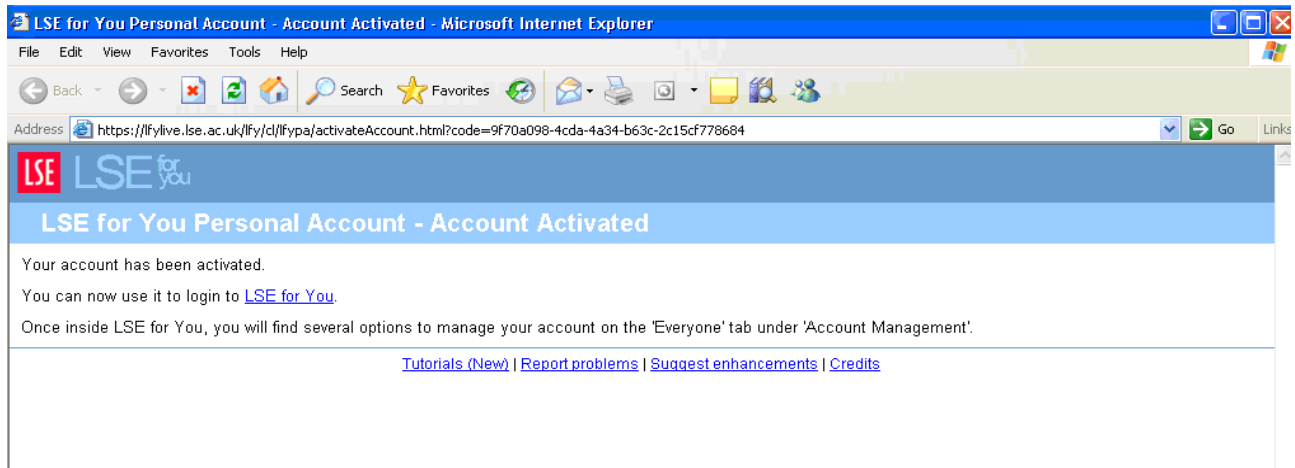 LSE for You Personal Account - Account Activated - Microsoft Internet Explorer
File Edit View Favorites Tools Help
Back Search Favorites
Address https://lfylive.lse.ac.uk/lfy/cl/lfypa/activateAccount.html?code=9f70a098-4cda-4a34-b63c-2c15cf778684 Go Links
LSE LSE for you
LSE for You Personal Account - Account Activated
Your account has been activated.
You can now use it to login to LSE for You.
Once inside LSE for You, you will find several options to manage your account on the 'Everyone' tab under 'Account Management'.
Tutorials (New) | Report problems | Suggest enhancements | Credits